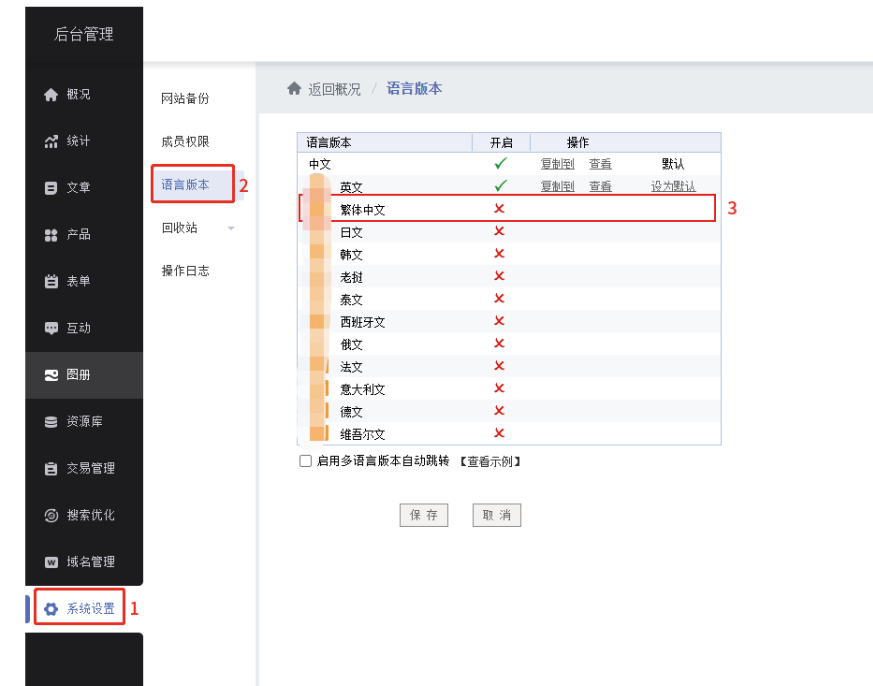 后台管理
概况
统计
文章
产品
表单
互动
图册
资源库
交易管理
搜索优化
域名管理
系统设置 1
网站备份
成员权限
语言版本 2
回收站
操作日志
返回概况 / 语言版本
语言版本 开启 操作
中文 复制到 查看 默认
英文 复制到 查看 设为默认
繁体中文 3
日文
韩文
老挝
泰文
西班牙文
俄文
法文
意大利文
德文
维吾尔文
启用多语言版本自动跳转 【查看示例】
保存 取消